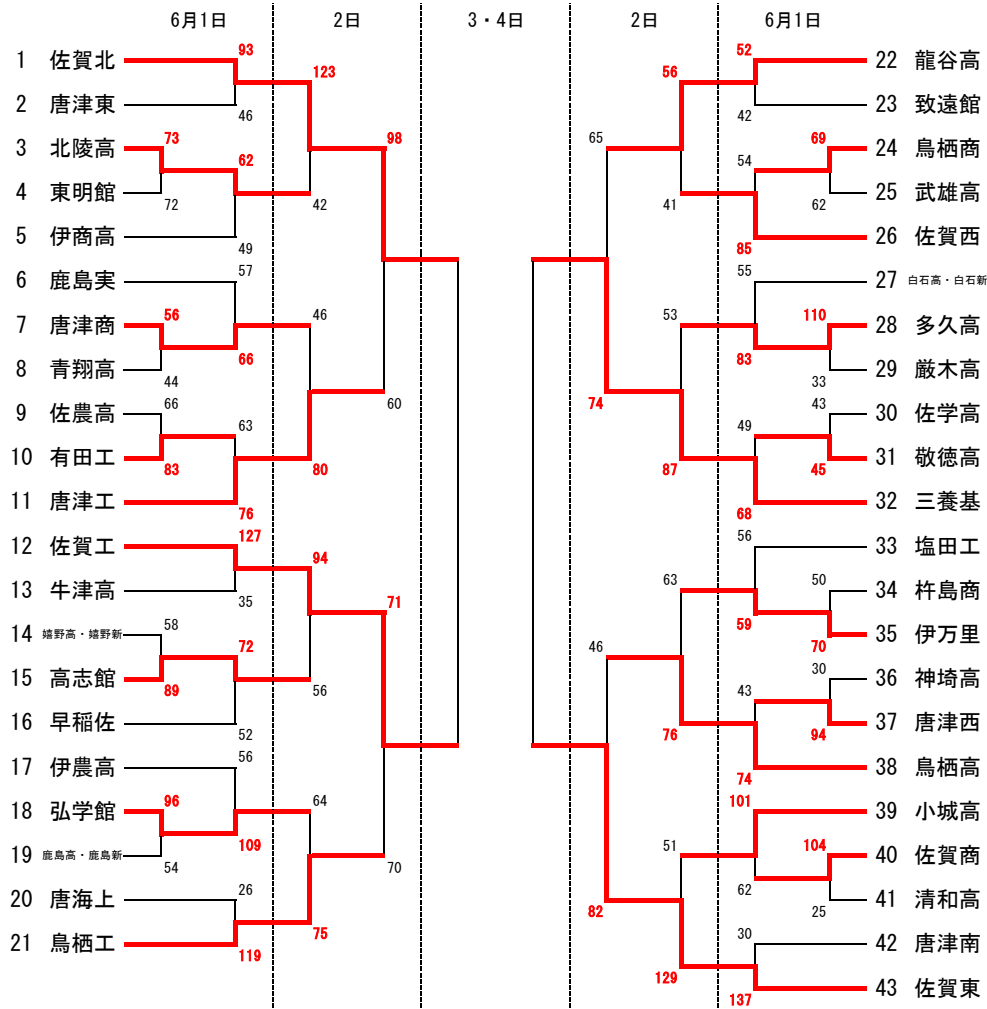 6月1日 2日 3・4日 2日 6月1日
93 52
1 佐賀北 123 56 22 龍谷高
2 唐津東 23 致遠館
46 42
73 98 65 69
3 北陵高 62 54 24 鳥栖商
4 東明館 25 武雄高
72 42 41 62
5 伊商高 26 佐賀西
49 85
57 55
6 鹿島実 27 白石高・白石新
56 46 53 110
7 唐津商 28 多久高
66 83
8 青翔高 29 厳木高
44 33
66 60 74 43
9 佐農高 63 49 30 佐学高
10 有田工 31 敬徳高
83 80 87 45
11 唐津工 32 三養基
76 68
127 56
12 佐賀工 94 63 33 塩田工
13 牛津高 50 34 杵島商
35 59
58 71 46
14 嬉野高・嬉野新 72 35 伊万里
70
15 高志館 43 30 36 神埼高
89 56 76
16 早稲佐 37 唐津西
52 94
56
17 伊農高 38 鳥栖高
74
96 64 51 101
18 弘学館 39 小城高
109 104
19 鹿島高・鹿島新 40 佐賀商
54 70 62
26 82
20 唐海上 41 清和高
25
75 30
21 鳥栖工 42 唐津南
119 129
43 佐賀東
137